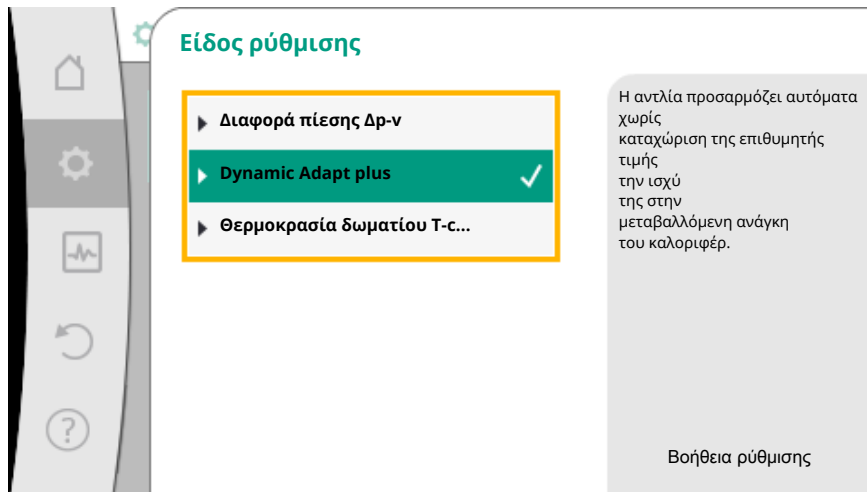 Είδος ρύθμισης
Διαφορά πίεσης Δp-v
Dynamic Adapt plus
Θερμοκρασία δωματίου T-c...
Η αντλία προσαρμόζει αυτόματα
χωρίς
καταχώριση της επιθυμητής
τιμής
την ισχύ
της στην
μεταβαλλόμενη ανάγκη
του καλοριφέρ.
Βοήθεια ρύθμισης